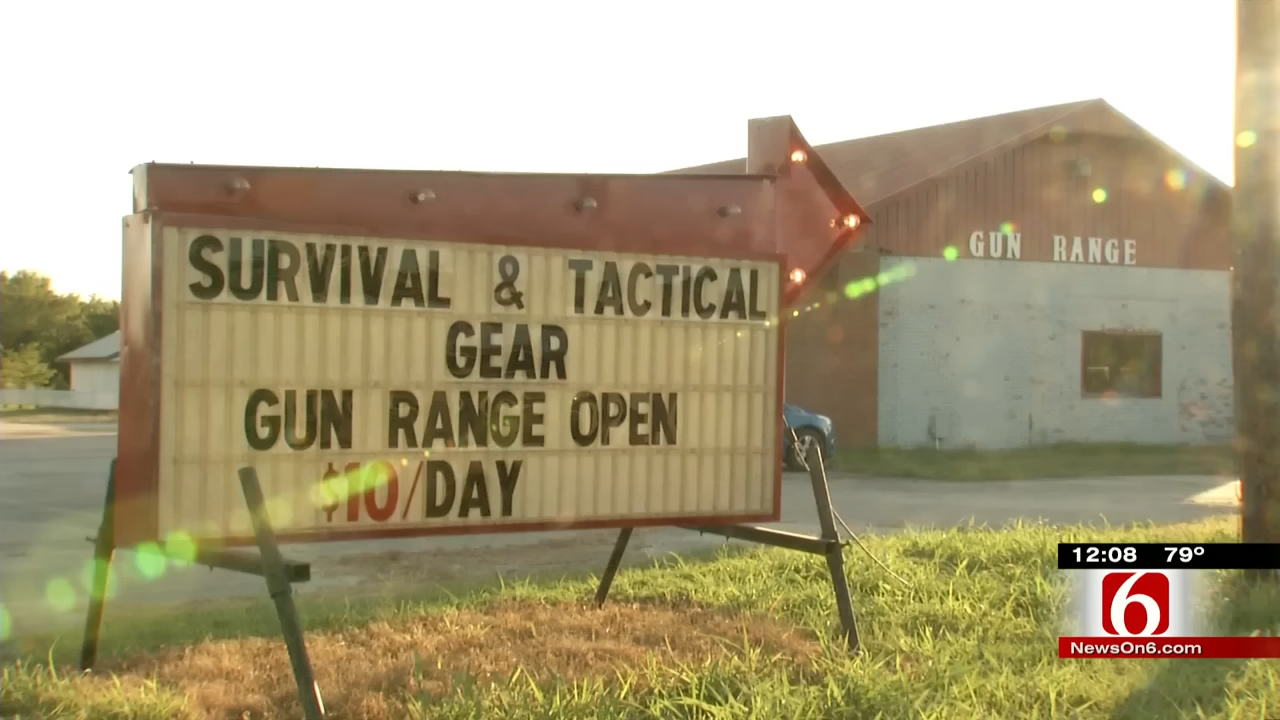 SURVIVAL & TACTICAL
GEAR
GUN RANGE OPEN
$10/DAY
GUN RANGE
12:08 79°
6
NewsOn6.com